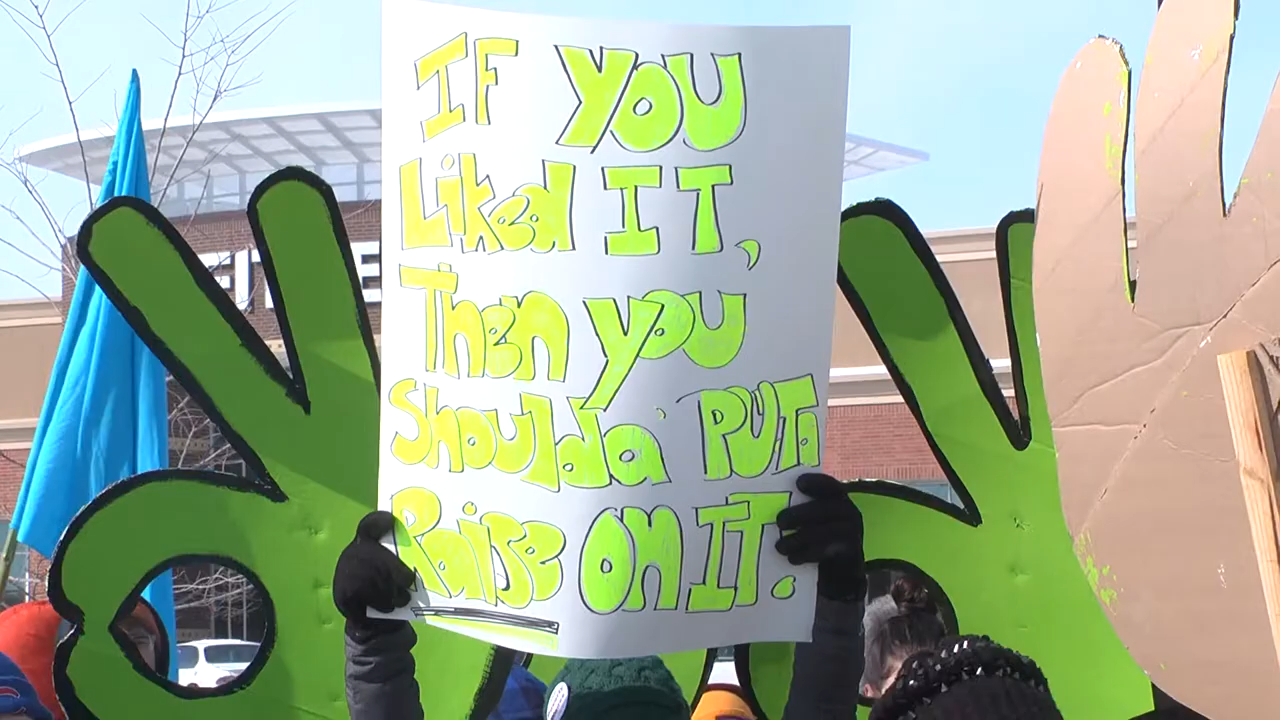 IF YOU
Liked IT,
Then you
Shoulda PUT a
Raise ON IT.